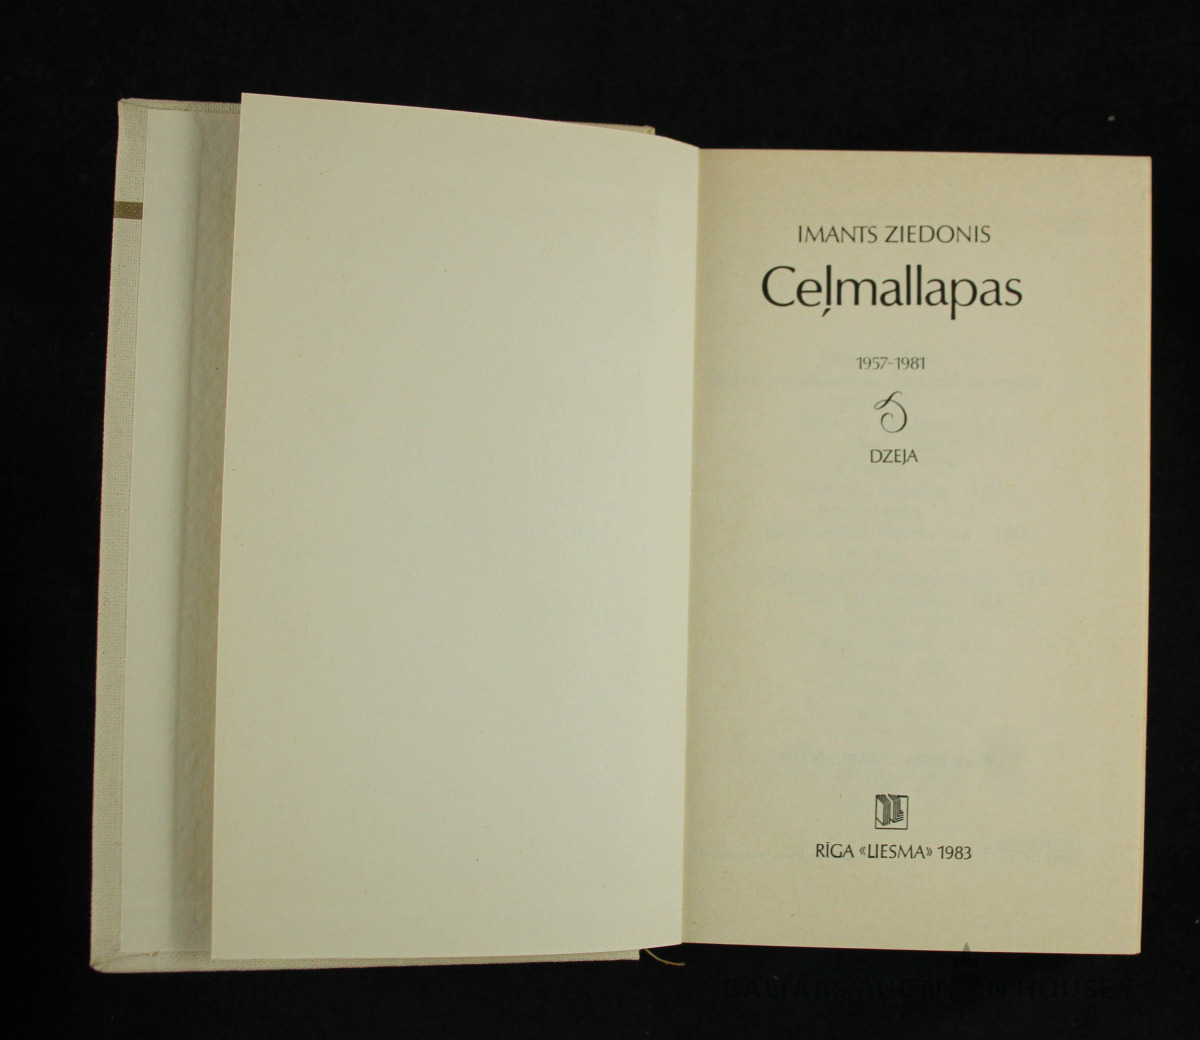 IMANTS ZIEDONIS
Ceļmallapas
1957-1981
DZEJA
RĪGA «LIESMA» 1983
BALTARS AUCTION HOUSE